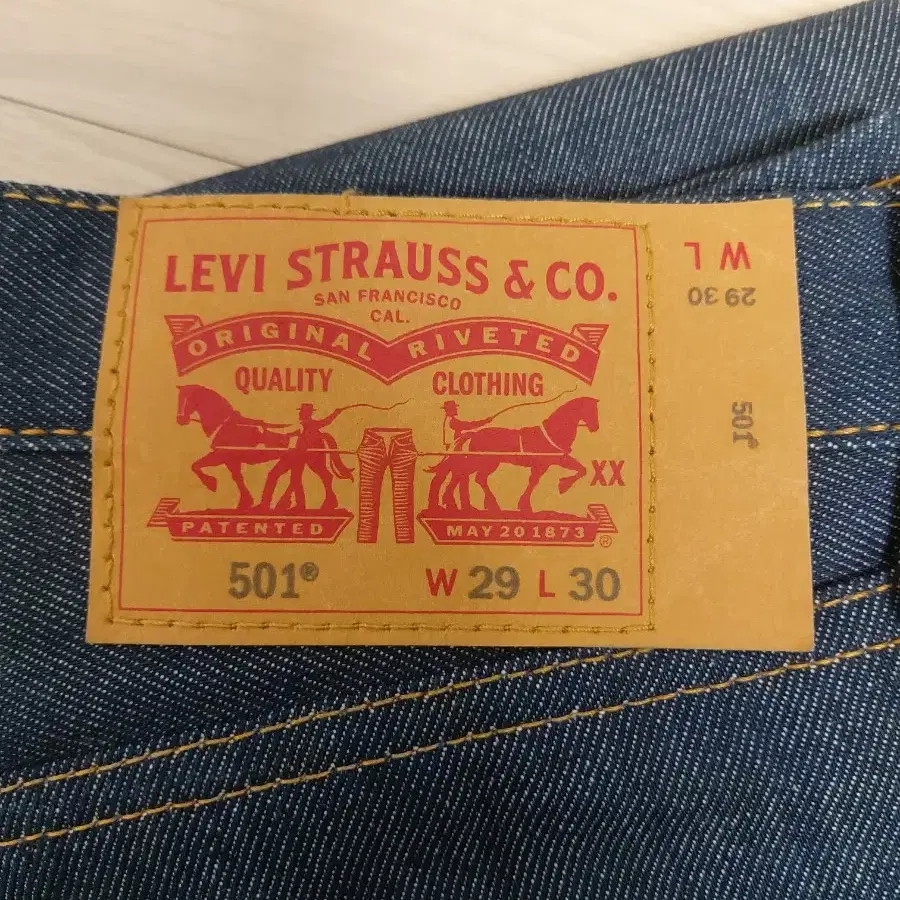 LEVI STRAUSS & CO.
SAN FRANCISCO
CAL.
ORIGINAL RIVETED
QUALITY CLOTHING
XX
PATENTED MAY 20 1873 ®
501® W 29 L 30
W L
29 30
501®